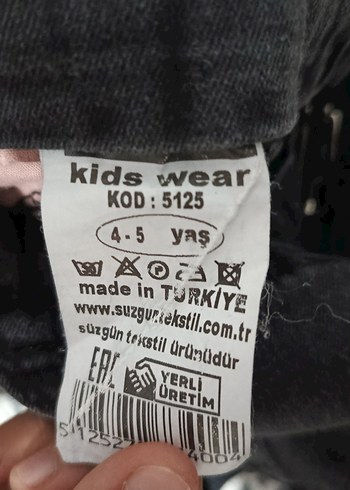 kids wear
KOD : 5125
4 - 5 yaş
made in TÜRKİYE
www.suzguntekstil.com.tr
süzgün tekstil ürünüdür
EAC
YERLİ
ÜRETİM